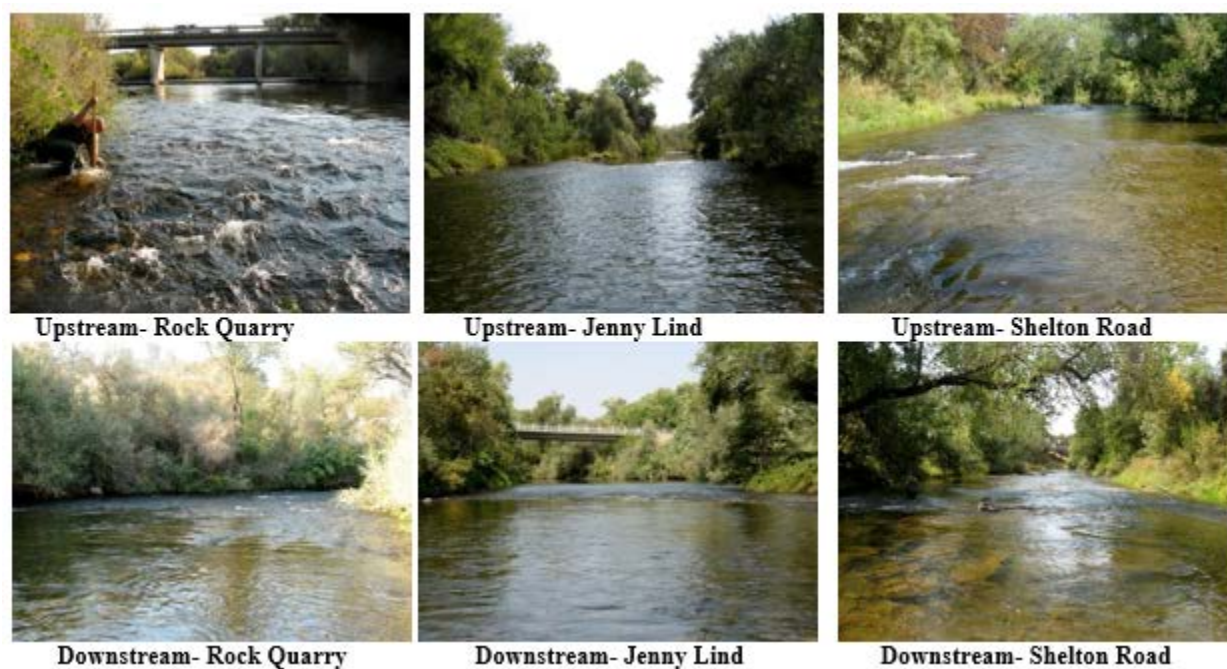 Upstream- Rock Quarry
Upstream- Jenny Lind
Upstream- Shelton Road
Downstream- Rock Quarry
Downstream- Jenny Lind
Downstream- Shelton Road